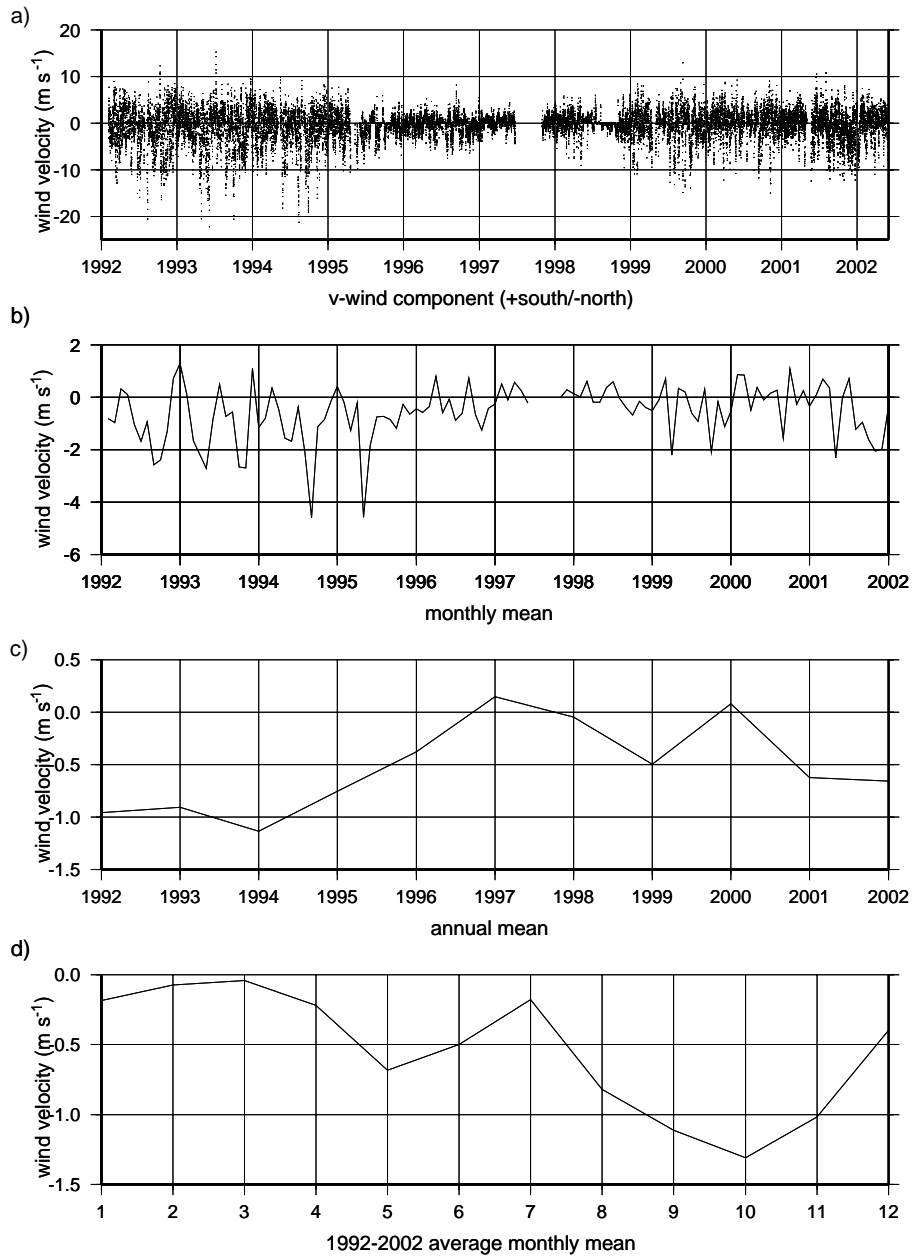 a)
wind velocity (m s-1)
20
10
0
-10
-20
1992 1993 1994 1995 1996 1997 1998 1999 2000 2001 2002
v-wind component (+south/-north)
b)
wind velocity (m s-1)
2
0
-2
-4
-6
1992 1993 1994 1995 1996 1997 1998 1999 2000 2001 2002
monthly mean
c)
wind velocity (m s-1)
0.5
0.0
-0.5
-1.0
-1.5
1992 1993 1994 1995 1996 1997 1998 1999 2000 2001 2002
annual mean
d)
wind velocity (m s-1)
0.0
-0.5
-1.0
-1.5
1 2 3 4 5 6 7 8 9 10 11 12
1992-2002 average monthly mean